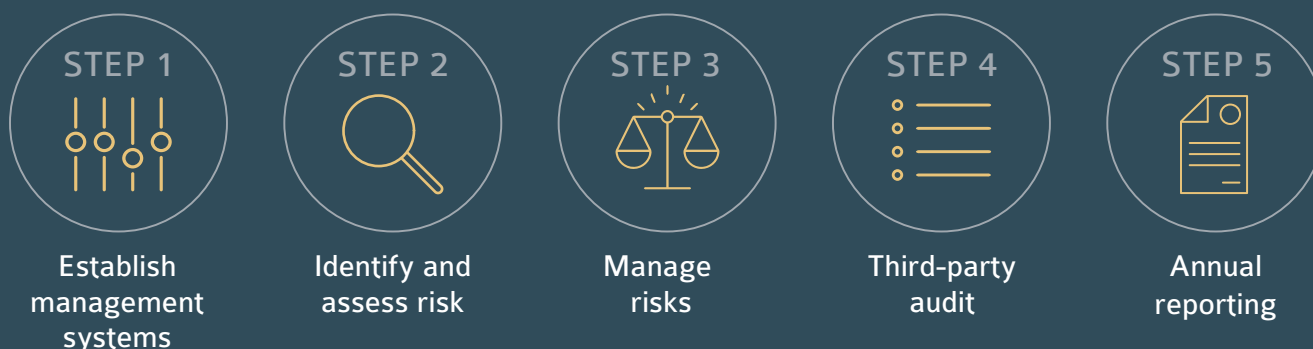 STEP 1
Establish
management
systems
STEP 2
Identify and
assess risk
STEP 3
Manage
risks
STEP 4
Third-party
audit
STEP 5
Annual
reporting